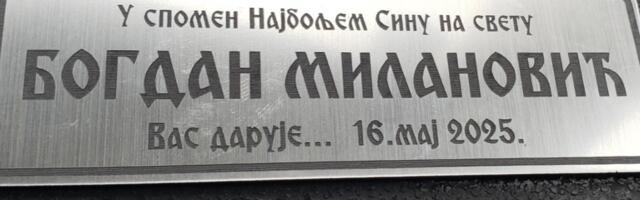 У спомен Најбољем Сину на свету
БОГДАН МИЛАНОВИЋ
Вас дарује... 16.мај 2025.